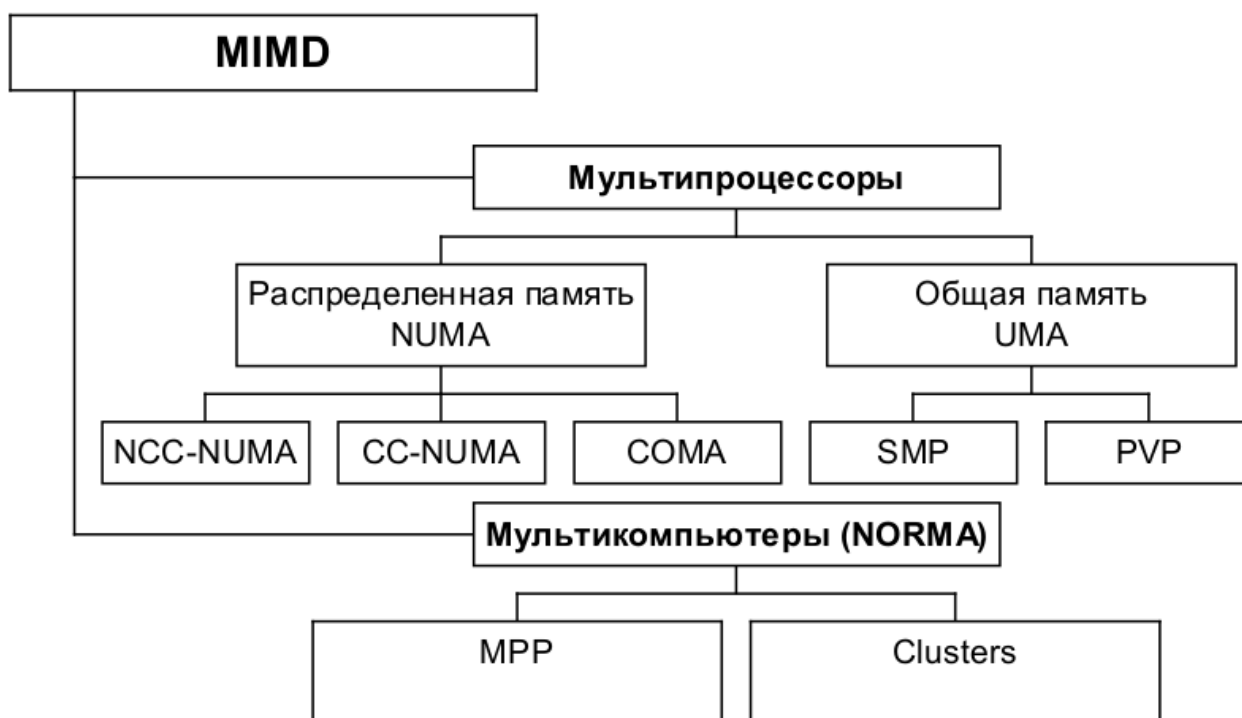 MIMD
Мультипроцессоры
Распределенная память
NUMA
Общая память
UMA
NCC-NUMA
CC-NUMA
COMA
SMP
PVP
Мультикомпьютеры (NORMA)
MPP
Clusters